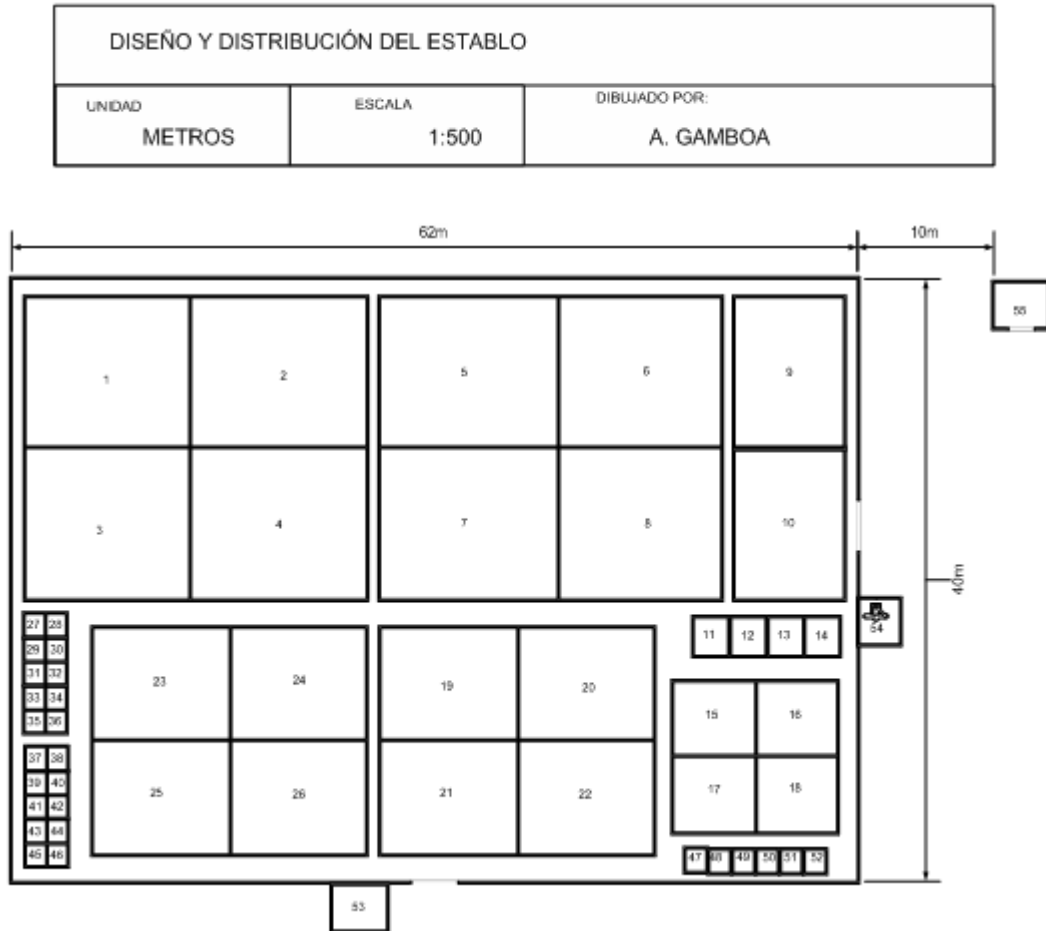 DISEÑO Y DISTRIBUCIÓN DEL ESTABLO
UNIDAD ESCALA DIBUJADO POR:
METROS 1:500 A. GAMBOA
62m 10m
55
1 2 5 6 9
3 4 7 8 10
40m
27 28
29 30
31 32
33 34
35 36
11 12 13 14
54
23 24 19 20
15 16
37 38
39 40
41 42
43 44
45 46
25 26 21 22
17 18
47 48 49 50 51 52
53